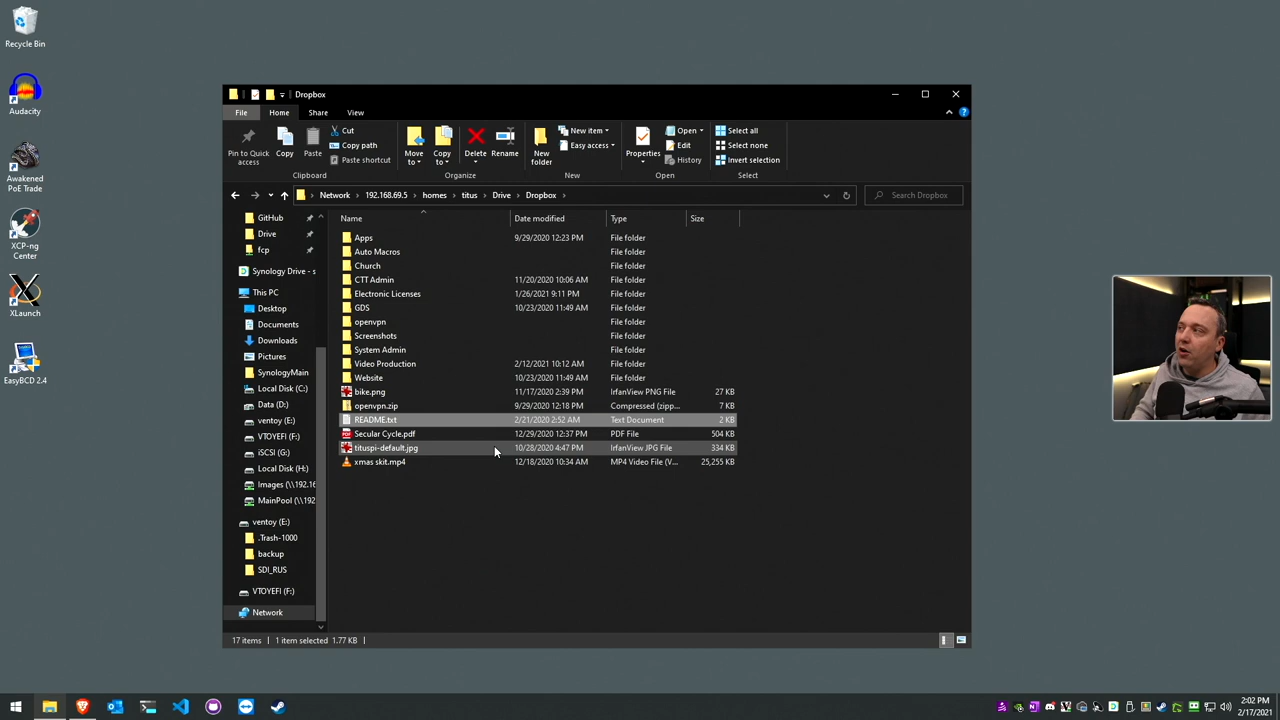 Recycle Bin
Audacity
Awakened
PoE Trade
XCP-ng
Center
XLaunch
EasyBCD 2.4
Dropbox
File
Home
Share
View
Pin to Quick
access
Copy
Paste
Cut
Copy path
Paste shortcut
Clipboard
Move
to
Copy
to
Delete
Rename
Organize
New
folder
New item
Easy access
New
Properties
Open
Edit
History
Open
Select all
Select none
Invert selection
Select
Network
192.168.69.5
homes
titus
Drive
Dropbox
Search Dropbox
GitHub
Drive
fcp
Synology Drive - s
This PC
Desktop
Documents
Downloads
Pictures
SynologyMain
Local Disk (C:)
Data (D:)
ventoy (E:)
VTOYEFI (F:)
iSCSI (G:)
Local Disk (H:)
Images (\\192.16
MainPool (\\192
ventoy (E:)
.Trash-1000
backup
SDI_RUS
VTOYEFI (F:)
Network
Name Date modified Type Size
Apps 9/29/2020 12:23 PM File folder
Auto Macros File folder
Church File folder
CTT Admin 11/20/2020 10:06 AM File folder
Electronic Licenses 1/26/2021 9:11 PM File folder
GDS 10/23/2020 11:49 AM File folder
openvpn File folder
Screenshots File folder
System Admin File folder
Video Production 2/12/2021 10:12 AM File folder
Website 10/23/2020 11:49 AM File folder
bike.png 11/17/2020 2:39 PM IrfanView PNG File 27 KB
openvpn.zip 9/29/2020 12:18 PM Compressed (zipp... 7 KB
README.txt 2/21/2020 2:52 AM Text Document 2 KB
Secular Cycle.pdf 12/29/2020 12:37 PM PDF File 504 KB
tituspi-default.jpg 10/28/2020 4:47 PM IrfanView JPG File 334 KB
xmas skit.mp4 12/18/2020 10:34 AM MP4 Video File (V... 25,255 KB
17 items 1 item selected 1.77 KB
2:02 PM
2/17/2021